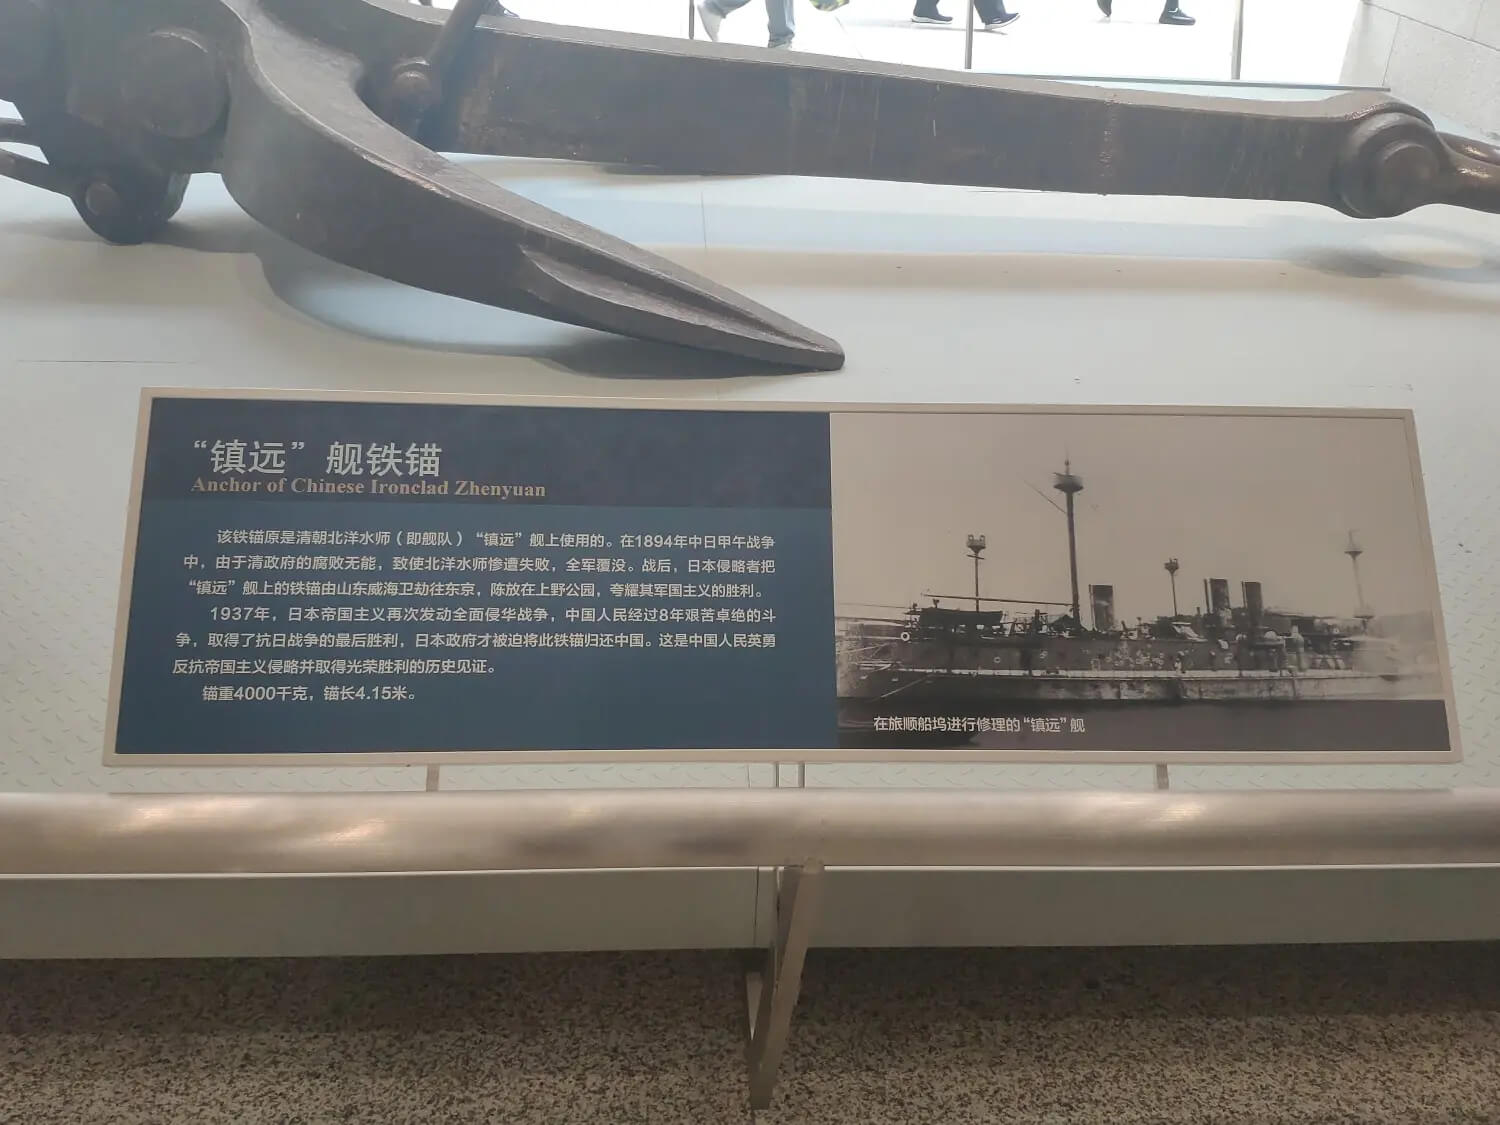 “镇远”舰铁锚
Anchor of Chinese Ironclad Zhenyuan
该铁锚原是清朝北洋水师（即舰队）“镇远”舰上使用的。在1894年中日甲午战争
中，由于清政府的腐败无能，致使北洋水师惨遭失败，全军覆没。战后，日本侵略者把
“镇远”舰上的铁锚由山东威海卫劫往东京，陈放在上野公园，夸耀其军国主义的胜利。
1937年，日本帝国主义再次发动全面侵华战争，中国人民经过8年艰苦卓绝的斗
争，取得了抗日战争的最后胜利，日本政府才被迫将此铁锚归还中国。这是中国人民英勇
反抗帝国主义侵略并取得光荣胜利的历史见证。
锚重4000千克，锚长4.15米。
在旅顺船坞进行修理的“镇远”舰